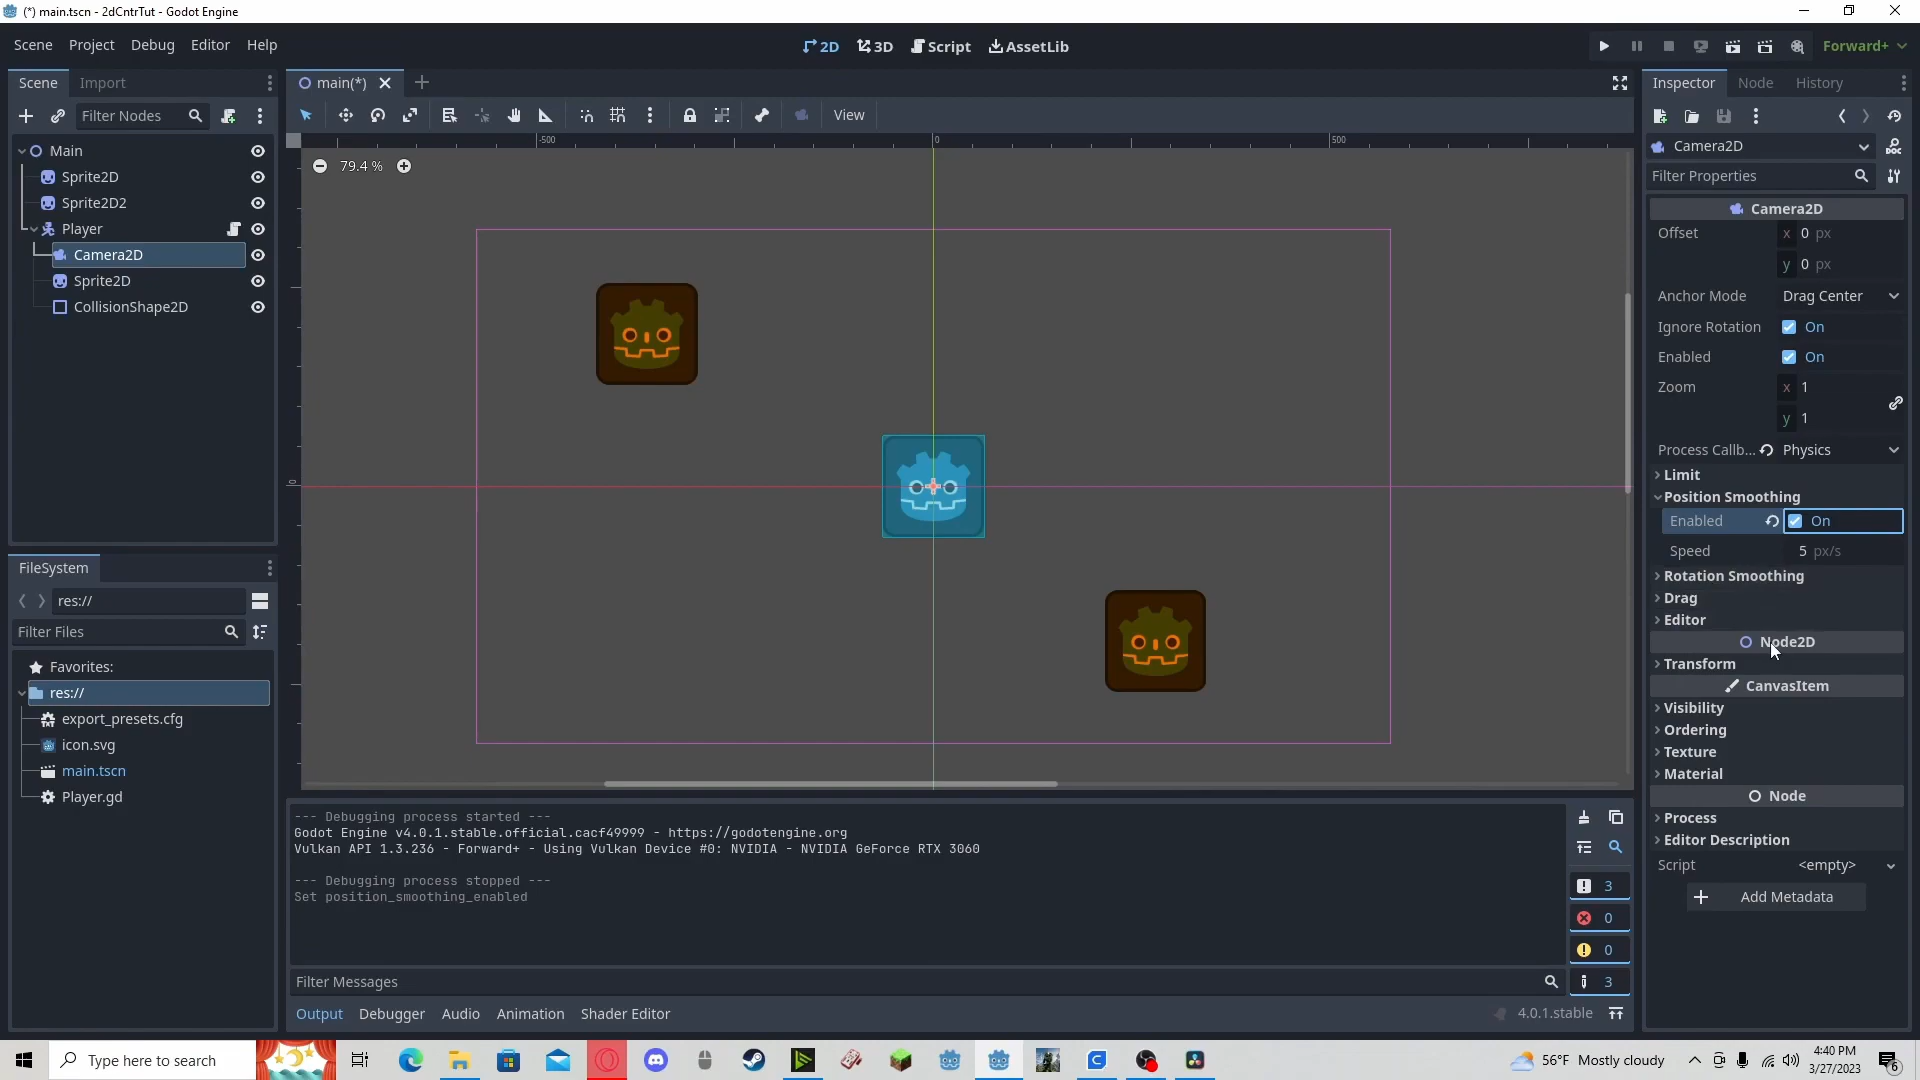 (*) main.tscn - 2dCntrTut - Godot Engine
Scene Project Debug Editor Help
2D 3D Script AssetLib
Forward+
Scene Import
Filter Nodes
Main
Sprite2D
Sprite2D2
Player
Camera2D
Sprite2D
CollisionShape2D
FileSystem
res://
Filter Files
Favorites:
res://
export_presets.cfg
icon.svg
main.tscn
Player.gd
main(*)
View
-500 0 500
0
79.4 %
--- Debugging process started ---
Godot Engine v4.0.1.stable.official.cacf49999 - https://godotengine.org
Vulkan API 1.3.236 - Forward+ - Using Vulkan Device #0: NVIDIA - NVIDIA GeForce RTX 3060
--- Debugging process stopped ---
Set position_smoothing_enabled
3
0
0
3
Filter Messages
Output Debugger Audio Animation Shader Editor
4.0.1.stable
Inspector Node History
Camera2D
DOC
Filter Properties
Camera2D
Offset x 0 px
y 0 px
Anchor Mode Drag Center
Ignore Rotation On
Enabled On
Zoom x 1
y 1
Process Callb... Physics
Limit
Position Smoothing
Enabled On
Speed 5 px/s
Rotation Smoothing
Drag
Editor
Node2D
Transform
CanvasItem
Visibility
Ordering
Texture
Material
Node
Process
Editor Description
Script <empty>
Add Metadata
Type here to search
56°F Mostly cloudy
4:40 PM
3/27/2023
6